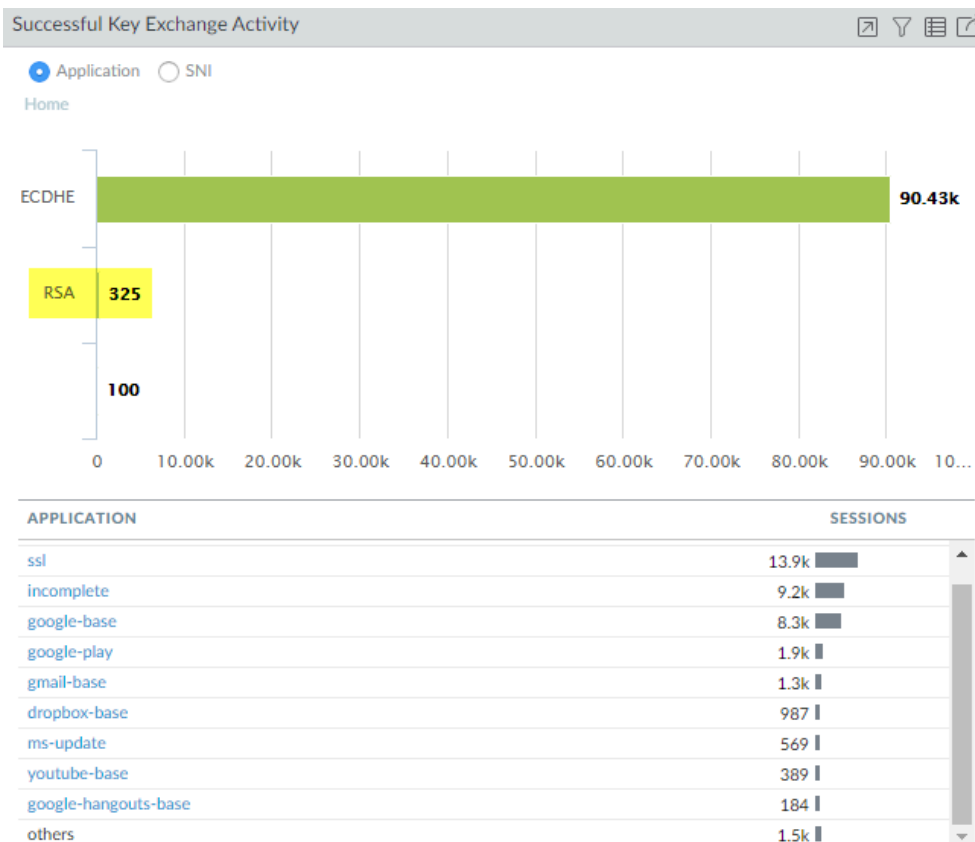 Successful Key Exchange Activity
Application SNI
Home
ECDHE 90.43k
RSA 325
100
0 10.00k 20.00k 30.00k 40.00k 50.00k 60.00k 70.00k 80.00k 90.00k 10...
APPLICATION SESSIONS
ssl 13.9k
incomplete 9.2k
google-base 8.3k
google-play 1.9k
gmail-base 1.3k
dropbox-base 987
ms-update 569
youtube-base 389
google-hangouts-base 184
others 1.5k